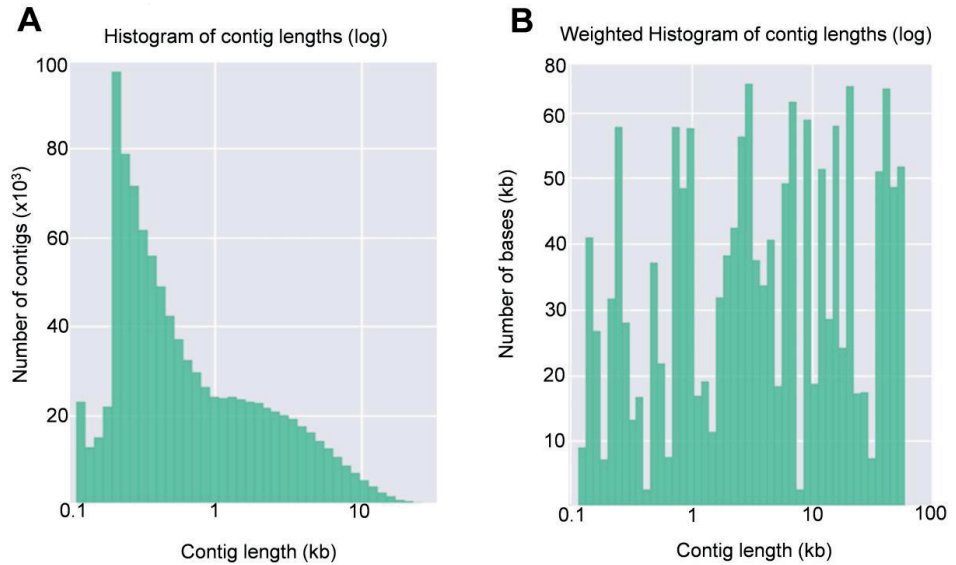 A
Histogram of contig lengths (log)
Number of contigs (x10³)
100
80
60
40
20
0.1
1
10
Contig length (kb)
B
Weighted Histogram of contig lengths (log)
Number of bases (kb)
80
60
50
40
30
20
10
0.1
1
10
100
Contig length (kb)